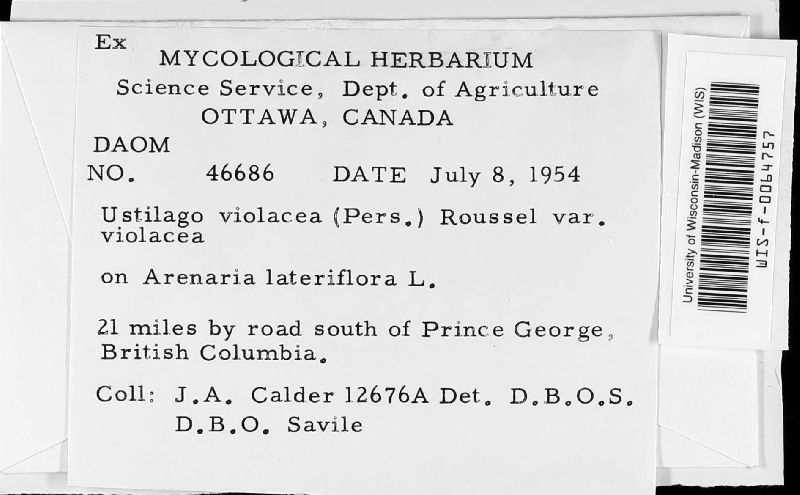 Ex
MYCOLOGICAL HERBARIUM
Science Service, Dept. of Agriculture
OTTAWA, CANADA
DAOM
NO. 46686 DATE July 8, 1954
Ustilago violacea (Pers.) Roussel var.
violacea
on Arenaria lateriflora L.
21 miles by road south of Prince George,
British Columbia.
Coll: J.A. Calder 12676A Det. D.B.O.S.
D.B.O. Savile
University of Wisconsin-Madison (WIS)
WIS-f-0064757